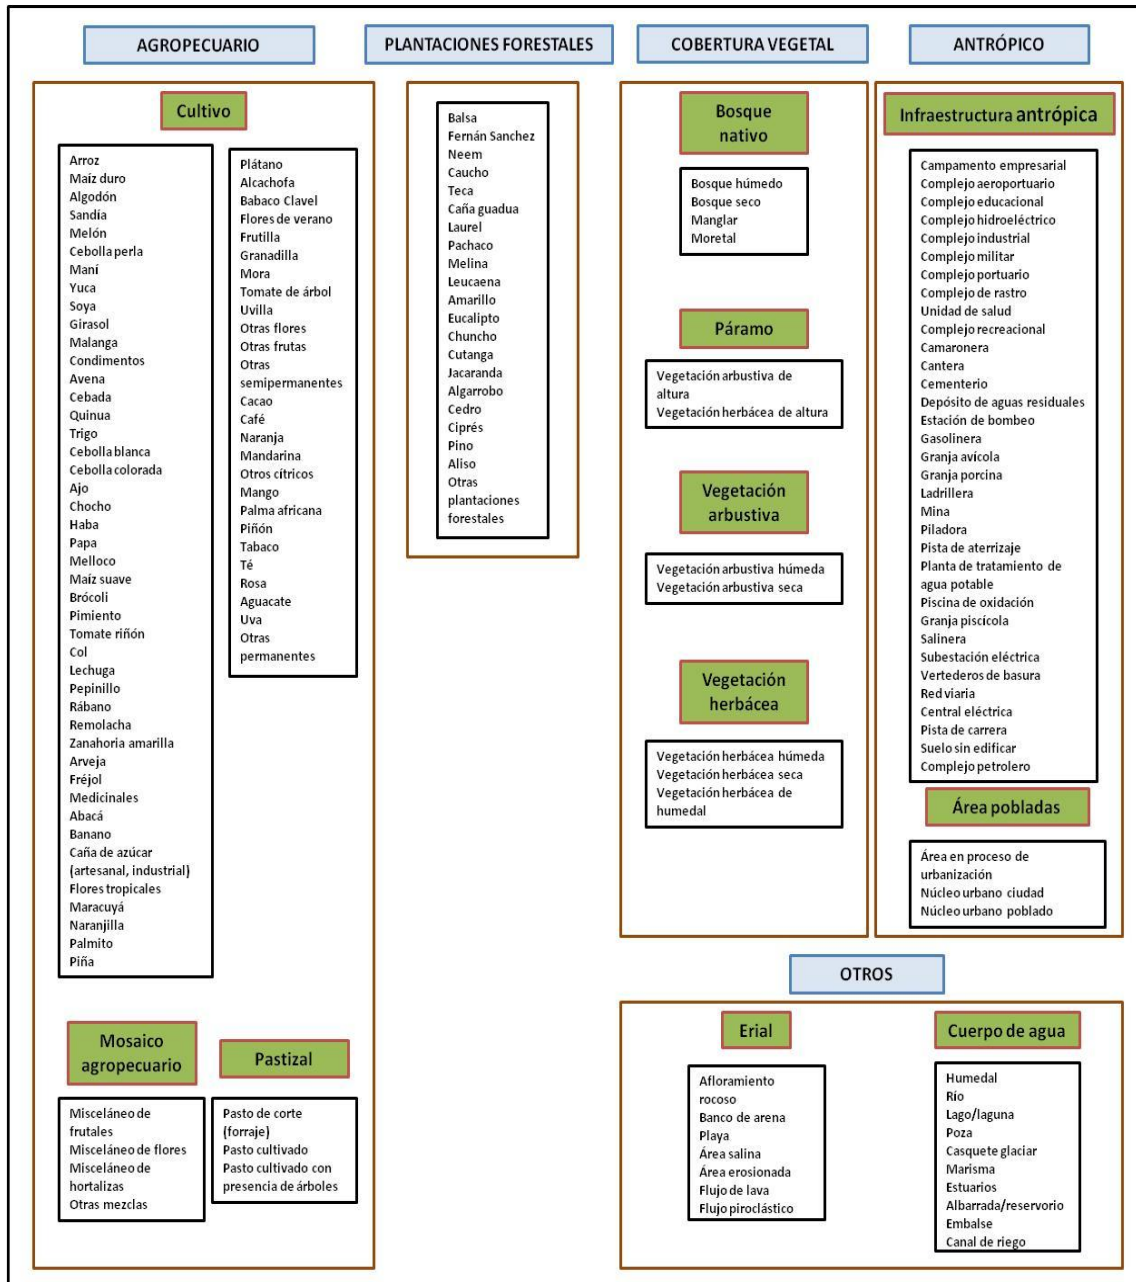 AGROPECUARIO
Cultivo
Arroz
Maíz duro
Algodón
Sandía
Melón
Cebolla perla
Maní
Yuca
Soya
Girasol
Malanga
Condimentos
Avena
Cebada
Quinua
Trigo
Cebolla blanca
Cebolla colorada
Ajo
Chocho
Haba
Papa
Melloco
Maíz suave
Brócoli
Pimiento
Tomate riñón
Col
Lechuga
Pepinillo
Rábano
Remolacha
Zanahoria amarilla
Arveja
Fréjol
Medicinales
Abacá
Banano
Caña de azúcar
(artesanal, industrial)
Flores tropicales
Maracuyá
Naranjilla
Palmito
Piña
Plátano
Alcachofa
Babaco Clavel
Flores de verano
Frutilla
Granadilla
Mora
Tomate de árbol
Uvilla
Otras flores
Otras frutas
Otras
semipermanentes
Cacao
Café
Naranja
Mandarina
Otros cítricos
Mango
Palma africana
Piñón
Tabaco
Té
Rosa
Aguacate
Uva
Otras
permanentes
Mosaico
agropecuario
Misceláneo de
frutales
Misceláneo de flores
Misceláneo de
hortalizas
Otras mezclas
Pastizal
Pasto de corte
(forraje)
Pasto cultivado
Pasto cultivado con
presencia de árboles
PLANTACIONES FORESTALES
Balsa
Fernán Sanchez
Neem
Caucho
Teca
Caña guadua
Laurel
Pachaco
Melina
Leucaena
Amarillo
Eucalipto
Chuncho
Cutanga
Jacaranda
Algarrobo
Cedro
Ciprés
Pino
Aliso
Otras
plantaciones
forestales
COBERTURA VEGETAL
Bosque
nativo
Bosque húmedo
Bosque seco
Manglar
Moretal
Páramo
Vegetación arbustiva de
altura
Vegetación herbácea de altura
Vegetación
arbustiva
Vegetación arbustiva húmeda
Vegetación arbustiva seca
Vegetación
herbácea
Vegetación herbácea húmeda
Vegetación herbácea seca
Vegetación herbácea de
humedal
ANTRÓPICO
Infraestructura antrópica
Campamento empresarial
Complejo aeroportuario
Complejo educacional
Complejo hidroeléctrico
Complejo industrial
Complejo militar
Complejo portuario
Complejo de rastro
Unidad de salud
Complejo recreacional
Camaronera
Cantera
Cementerio
Depósito de aguas residuales
Estación de bombeo
Gasolinera
Granja avícola
Granja porcina
Ladrillera
Mina
Piladora
Pista de aterrizaje
Planta de tratamiento de
agua potable
Piscina de oxidación
Granja piscícola
Salinera
Subestación eléctrica
Vertederos de basura
Red viaria
Central eléctrica
Pista de carrera
Suelo sin edificar
Complejo petrolero
Área pobladas
Área en proceso de
urbanización
Núcleo urbano ciudad
Núcleo urbano poblado
OTROS
Erial
Afloramiento
rocoso
Banco de arena
Playa
Área salina
Área erosionada
Flujo de lava
Flujo piroclástico
Cuerpo de agua
Humedal
Río
Lago/laguna
Poza
Casquete glaciar
Marisma
Estuarios
Albarrada/reservorio
Embalse
Canal de riego